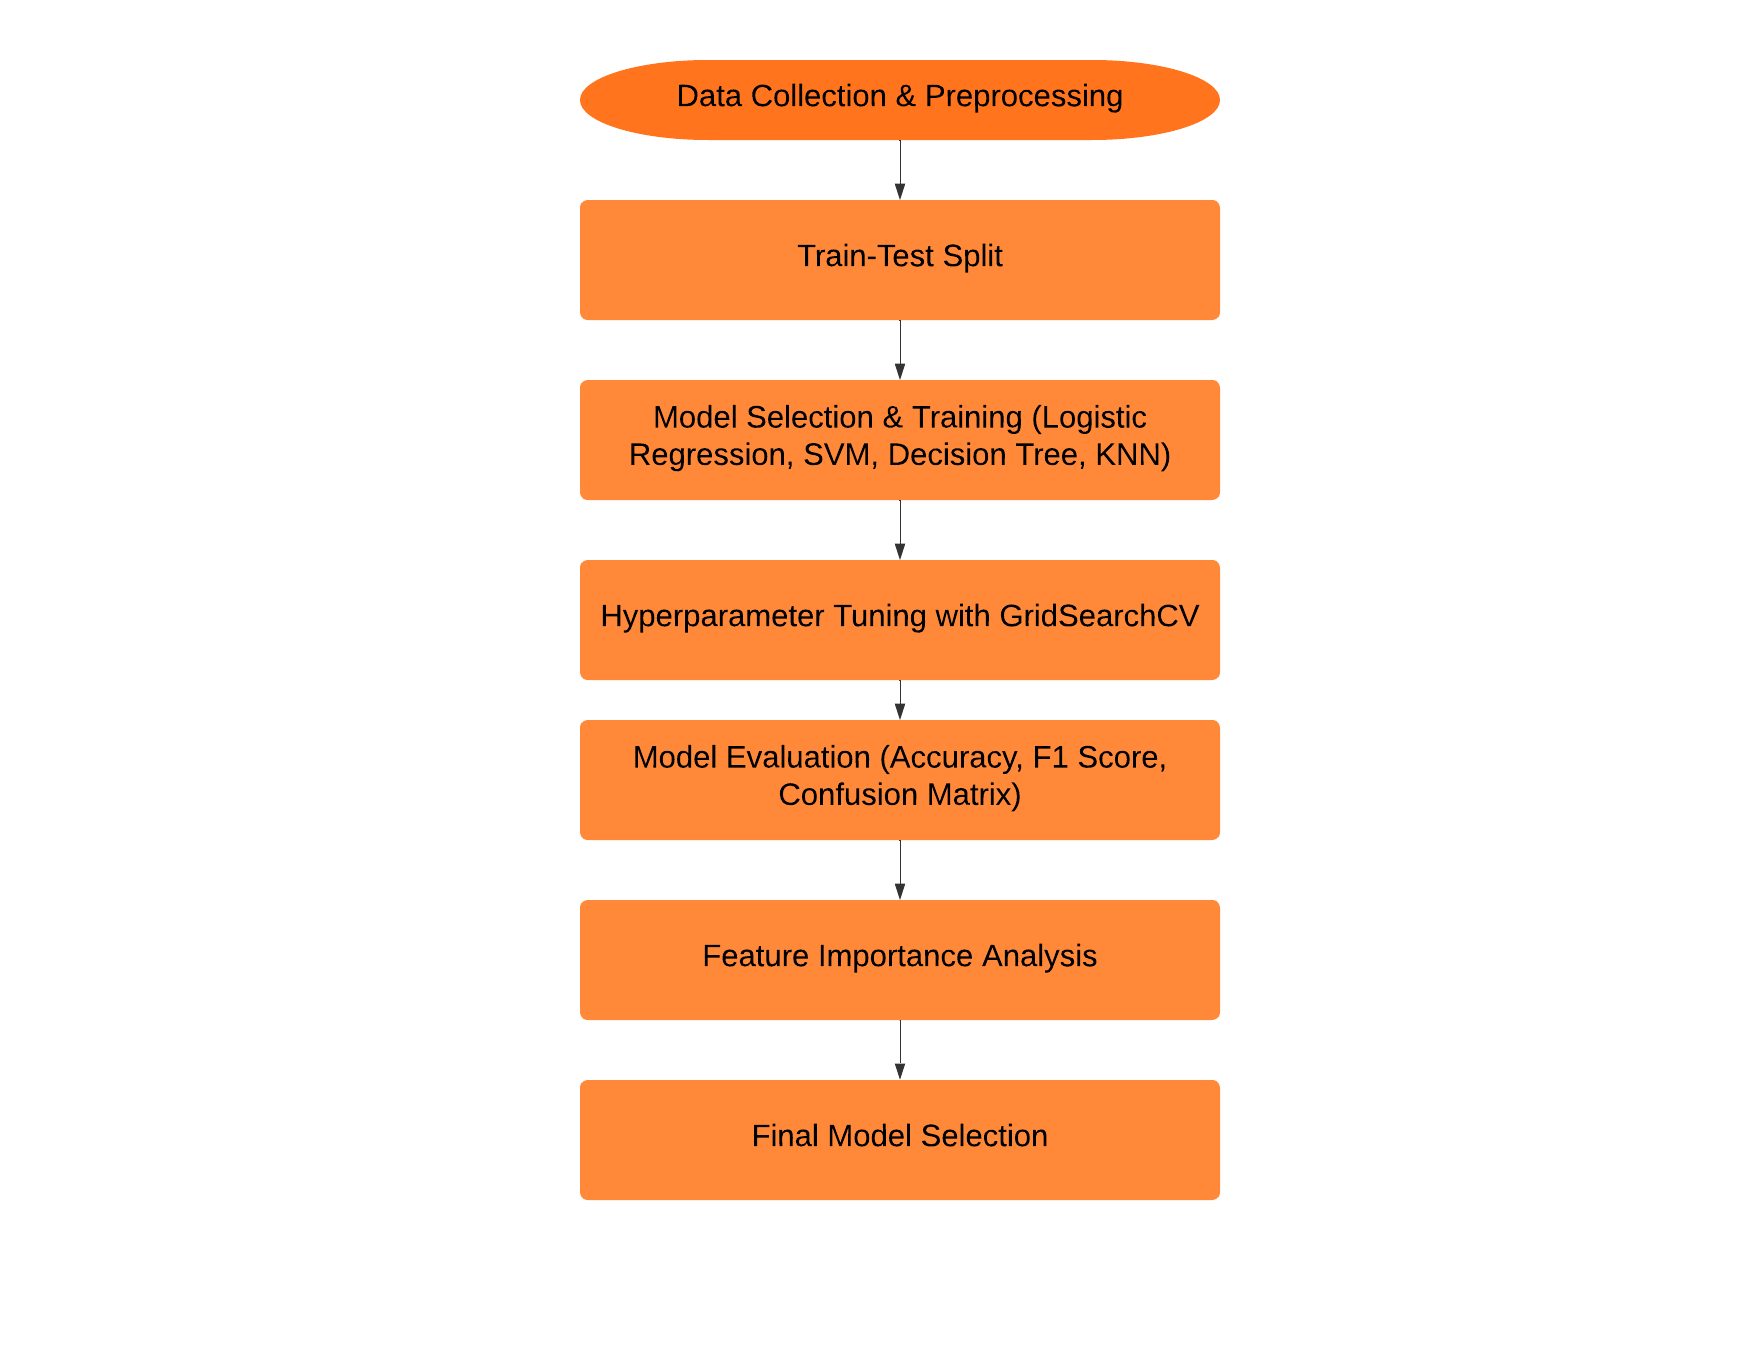 Data Collection & Preprocessing
Train-Test Split
Model Selection & Training (Logistic
Regression, SVM, Decision Tree, KNN)
Hyperparameter Tuning with GridSearchCV
Model Evaluation (Accuracy, F1 Score,
Confusion Matrix)
Feature Importance Analysis
Final Model Selection